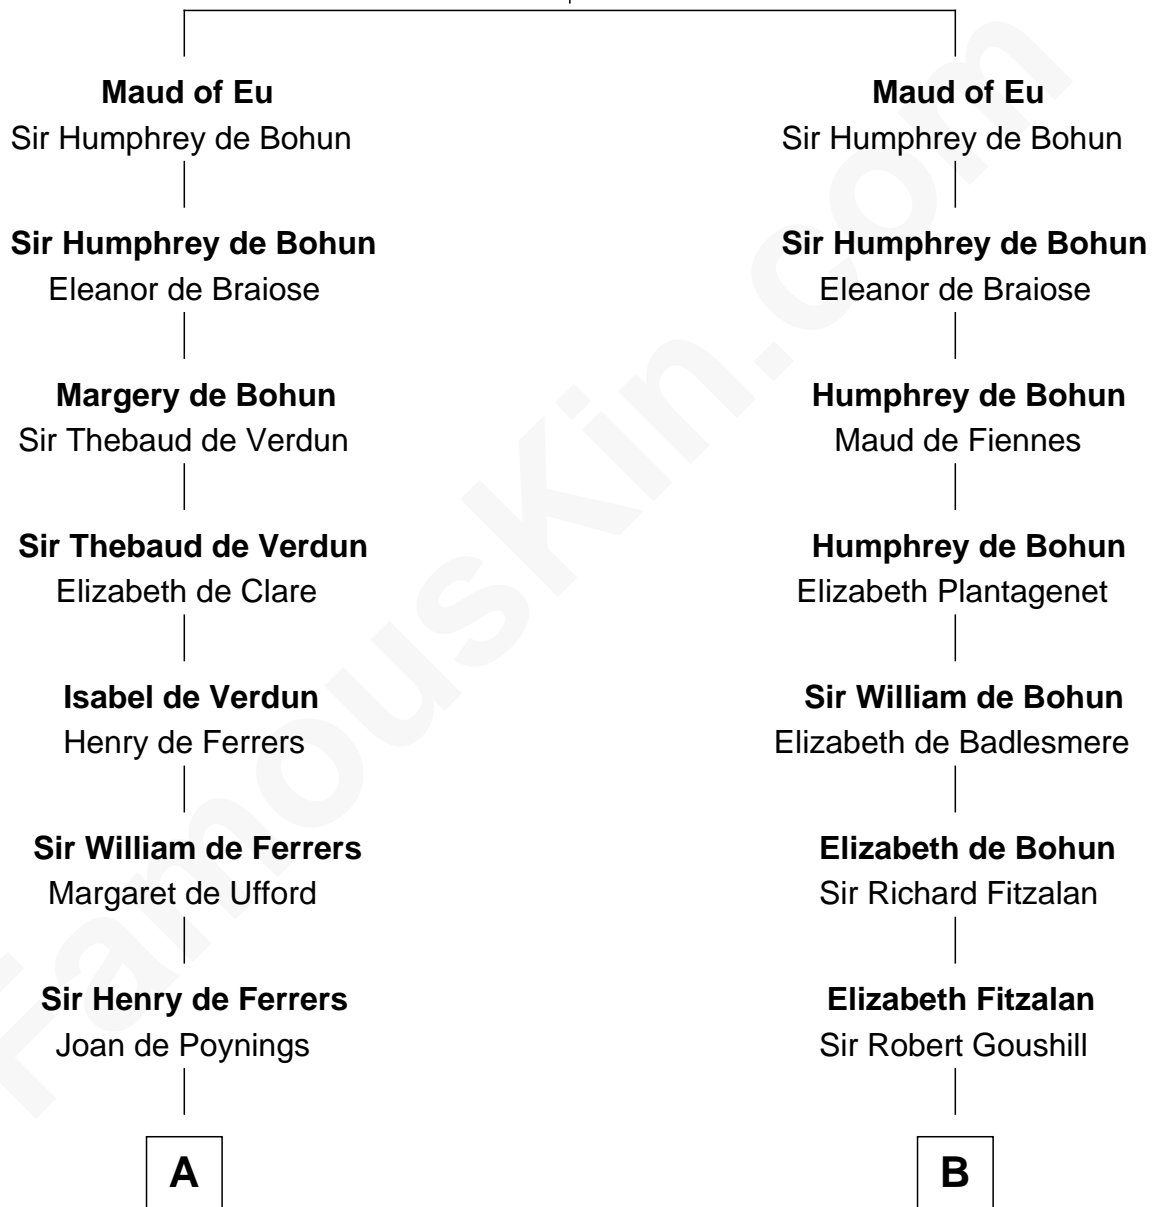 Maud of Eu
Sir Humphrey de Bohun
Sir Humphrey de Bohun
Eleanor de Braiose
Margery de Bohun
Sir Thebaud de Verdun
Sir Thebaud de Verdun
Elizabeth de Clare
Isabel de Verdun
Henry de Ferrers
Sir William de Ferrers
Margaret de Ufford
Sir Henry de Ferrers
Joan de Poynings
A
Maud of Eu
Sir Humphrey de Bohun
Sir Humphrey de Bohun
Eleanor de Braiose
Humphrey de Bohun
Maud de Fiennes
Humphrey de Bohun
Elizabeth Plantagenet
Sir William de Bohun
Elizabeth de Badlesmere
Elizabeth de Bohun
Sir Richard Fitzalan
Elizabeth Fitzalan
Sir Robert Goushill
B
FamousKin.com